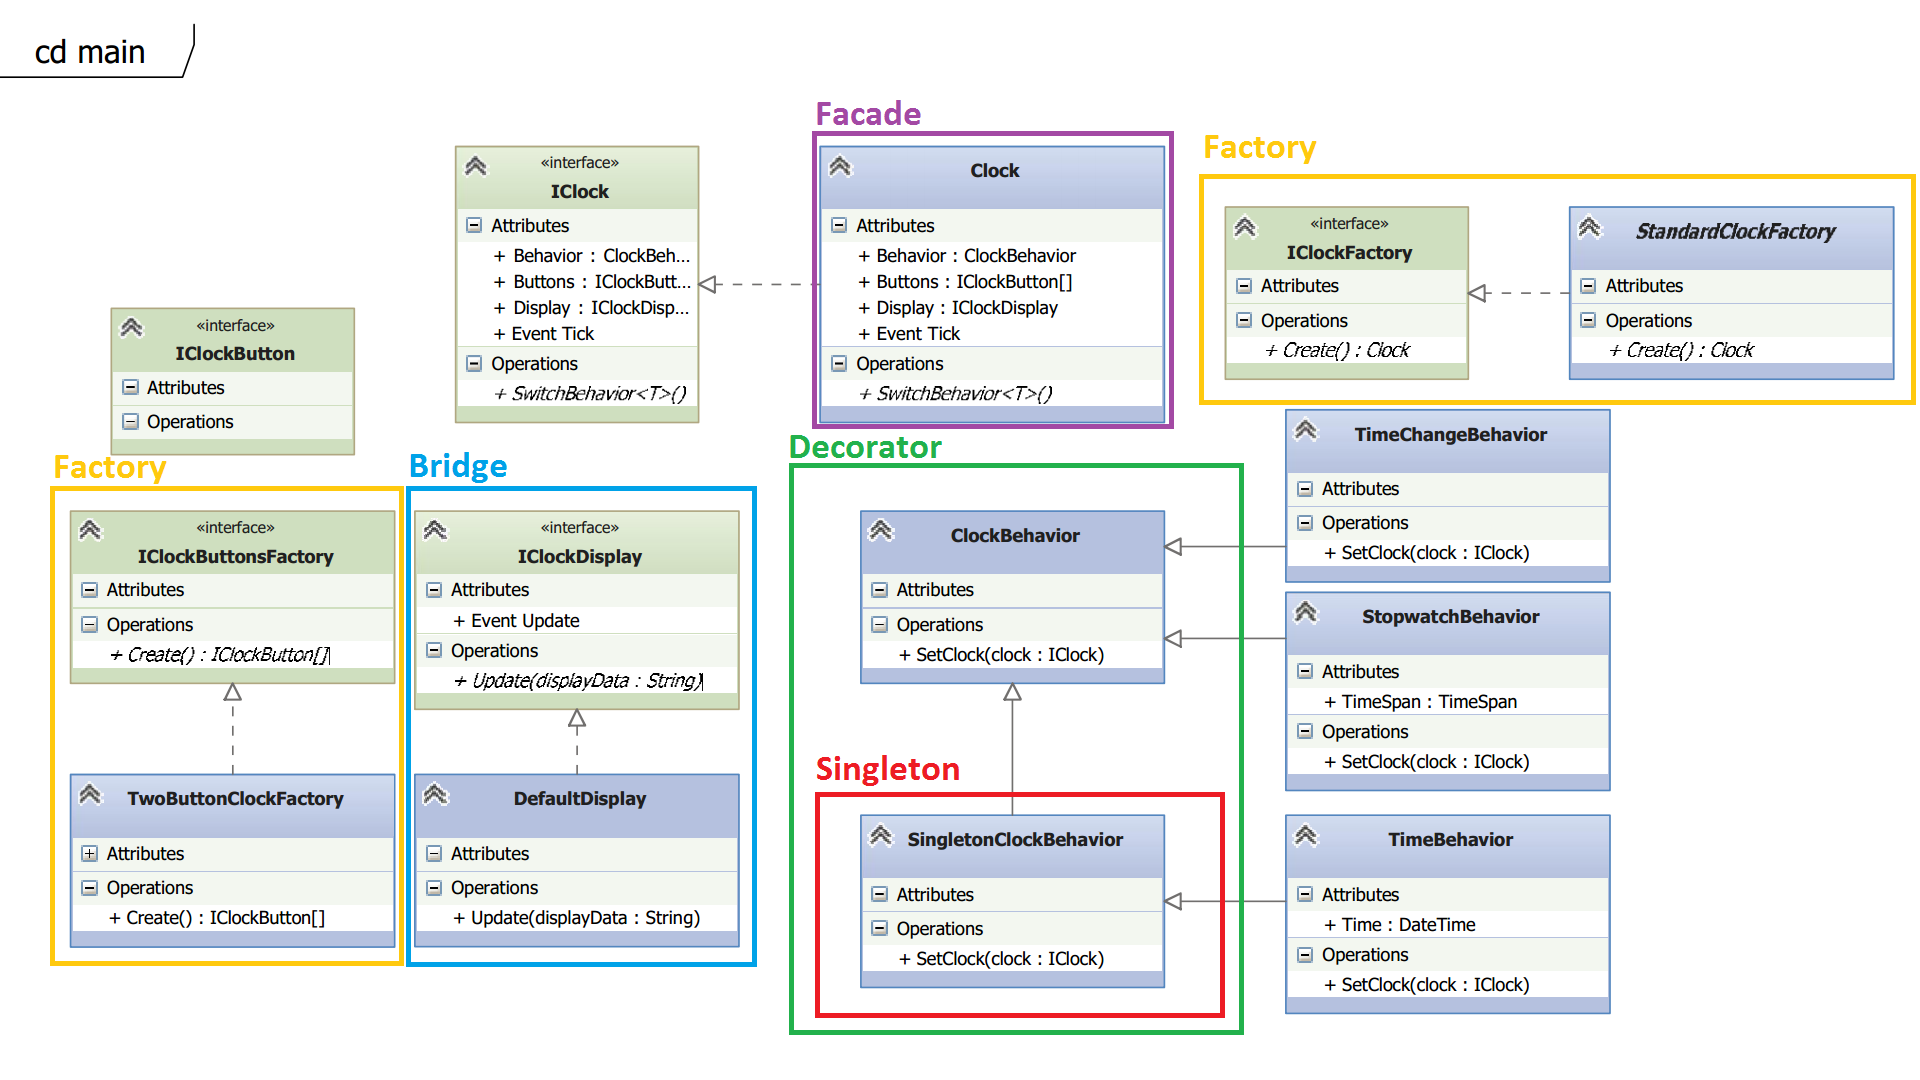 cd main
Facade
Factory
«interface»
IClock
Attributes
+ Behavior : ClockBeh...
+ Buttons : IClockButt...
+ Display : IClockDisp...
+ Event Tick
Operations
+ SwitchBehavior<T>()
Clock
Attributes
+ Behavior : ClockBehavior
+ Buttons : IClockButton[]
+ Display : IClockDisplay
+ Event Tick
Operations
+ SwitchBehavior<T>()
«interface»
IClockFactory
Attributes
Operations
+ Create() : Clock
StandardClockFactory
Attributes
Operations
+ Create() : Clock
«interface»
IClockButton
Attributes
Operations
Factory
Bridge
Decorator
«interface»
IClockButtonsFactory
Attributes
Operations
+ Create() : IClockButton[]
«interface»
IClockDisplay
Attributes
+ Event Update
Operations
+ Update(displayData : String)
ClockBehavior
Attributes
Operations
+ SetClock(clock : IClock)
TimeChangeBehavior
Attributes
Operations
+ SetClock(clock : IClock)
StopwatchBehavior
Attributes
+ TimeSpan : TimeSpan
Operations
+ SetClock(clock : IClock)
TwoButtonClockFactory
Attributes
Operations
+ Create() : IClockButton[]
DefaultDisplay
Attributes
Operations
+ Update(displayData : String)
Singleton
SingletonClockBehavior
Attributes
Operations
+ SetClock(clock : IClock)
TimeBehavior
Attributes
+ Time : DateTime
Operations
+ SetClock(clock : IClock)